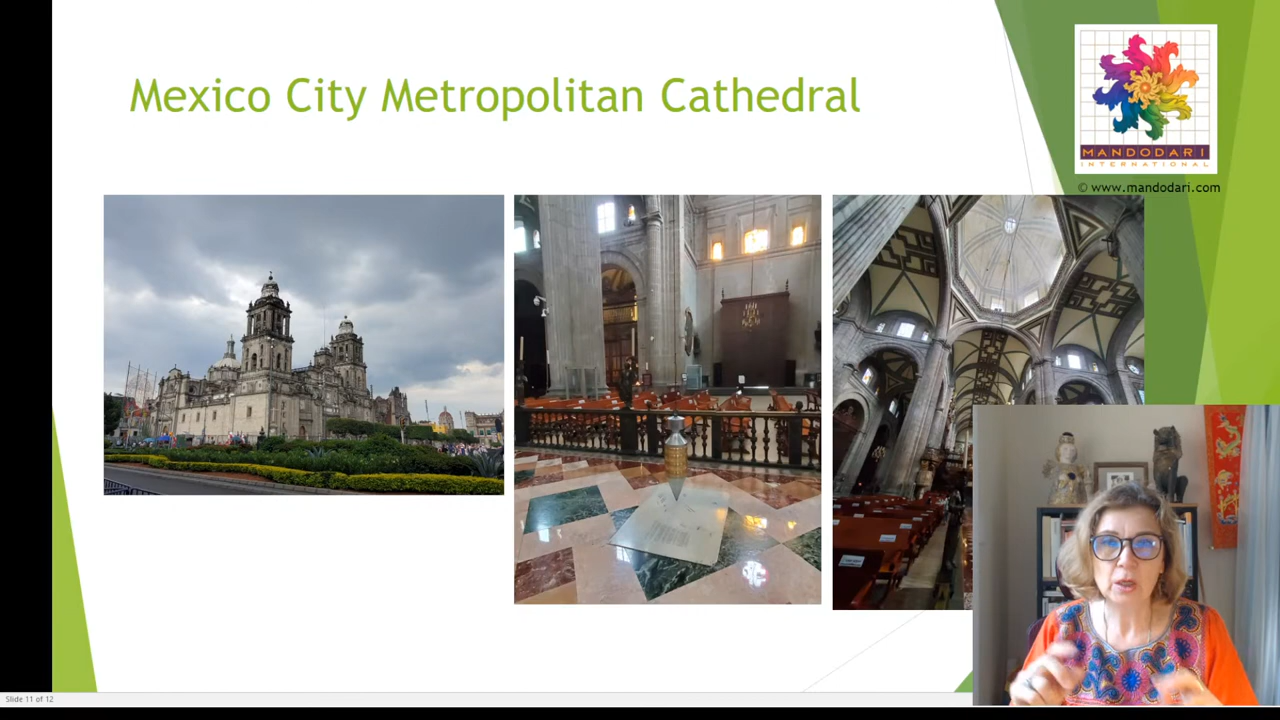 Mexico City Metropolitan Cathedral
MANDODARI
INTERNATIONAL
© www.mandodari.com
Slide 11 of 12